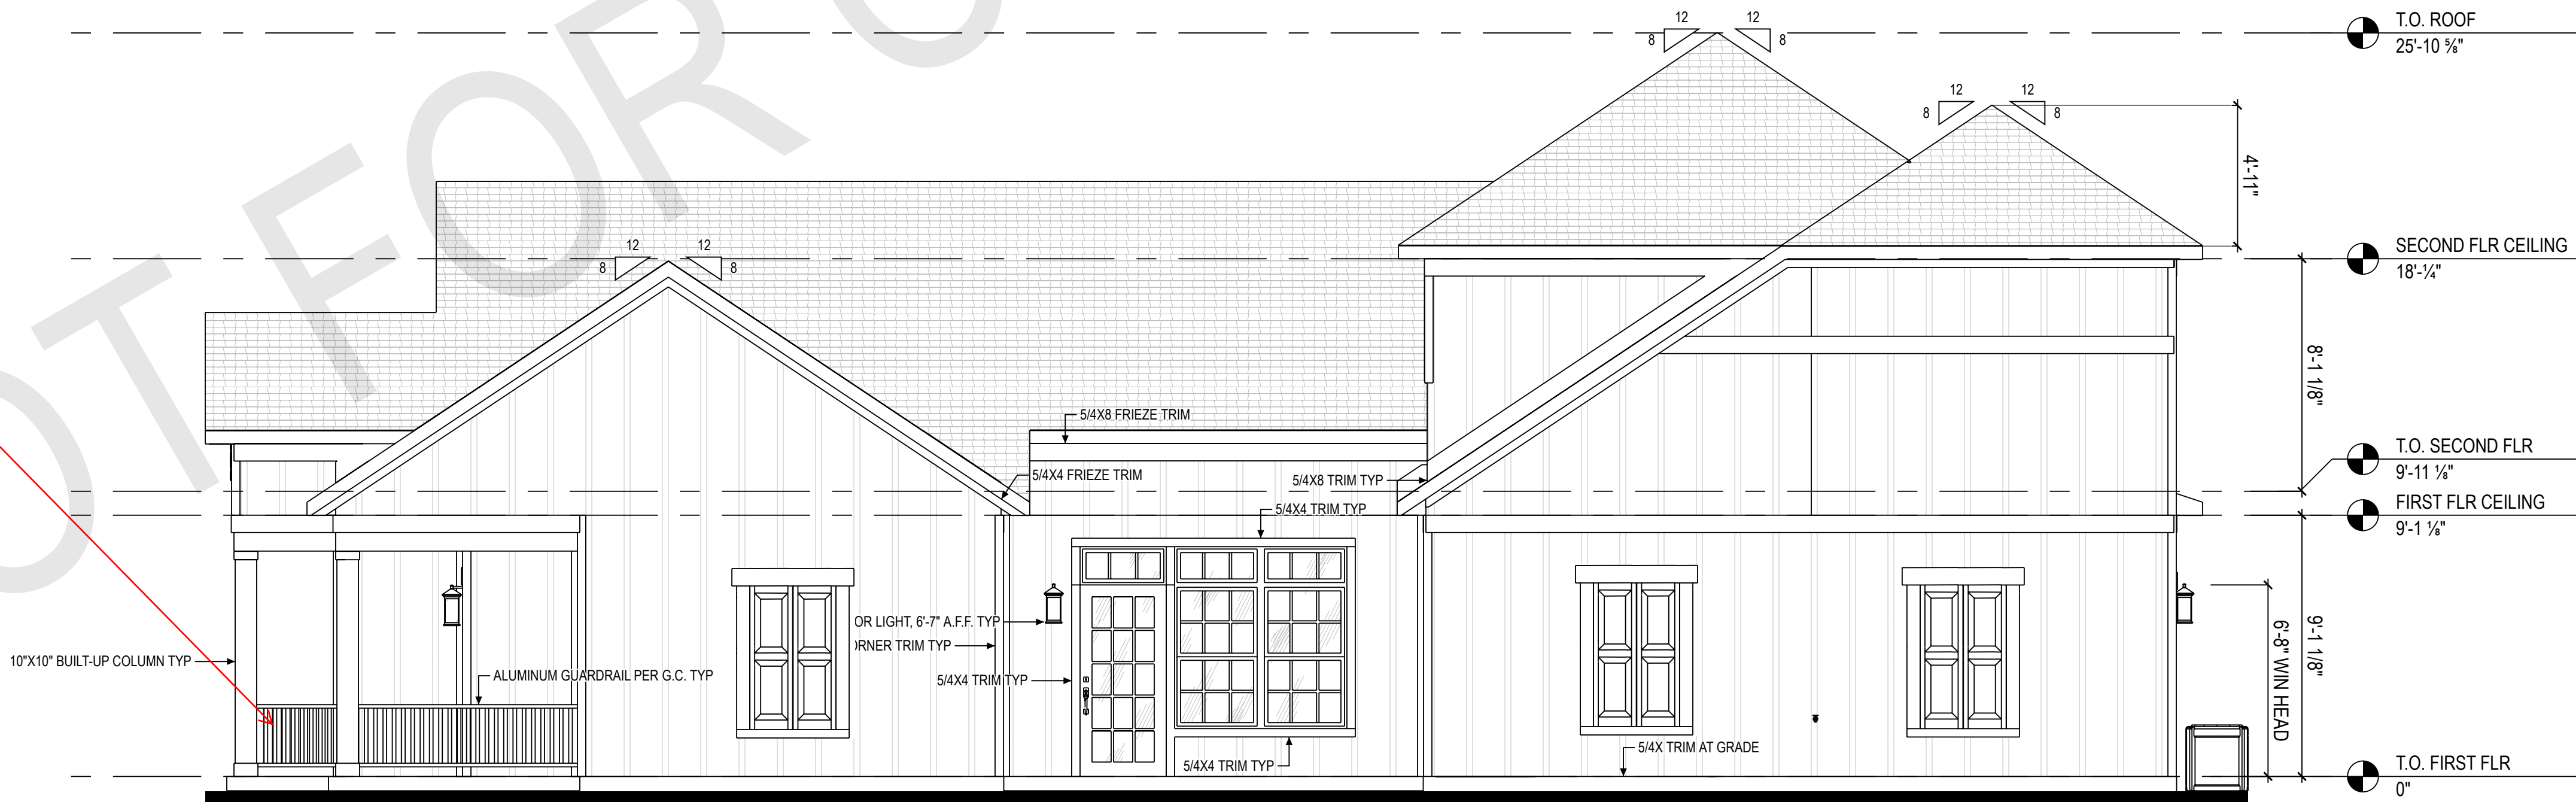 OT FOR C
12 12
8 8
T.O. ROOF
25'-10 ⅝"
12 12
8 8
4'-11"
12 12
8 8
SECOND FLR CEILING
18'-¼"
8'-1 1/8"
5/4X8 FRIEZE TRIM
5/4X4 FRIEZE TRIM
5/4X8 TRIM TYP
T.O. SECOND FLR
9'-11 ⅛"
5/4X4 TRIM TYP
FIRST FLR CEILING
9'-1 ⅛"
OR LIGHT, 6'-7" A.F.F. TYP
ORNER TRIM TYP
10"X10" BUILT-UP COLUMN TYP
ALUMINUM GUARDRAIL PER G.C. TYP
5/4X4 TRIM TYP
6'-8" WIN HEAD
9'-1 1/8"
5/4X TRIM AT GRADE
5/4X4 TRIM TYP
T.O. FIRST FLR
0"